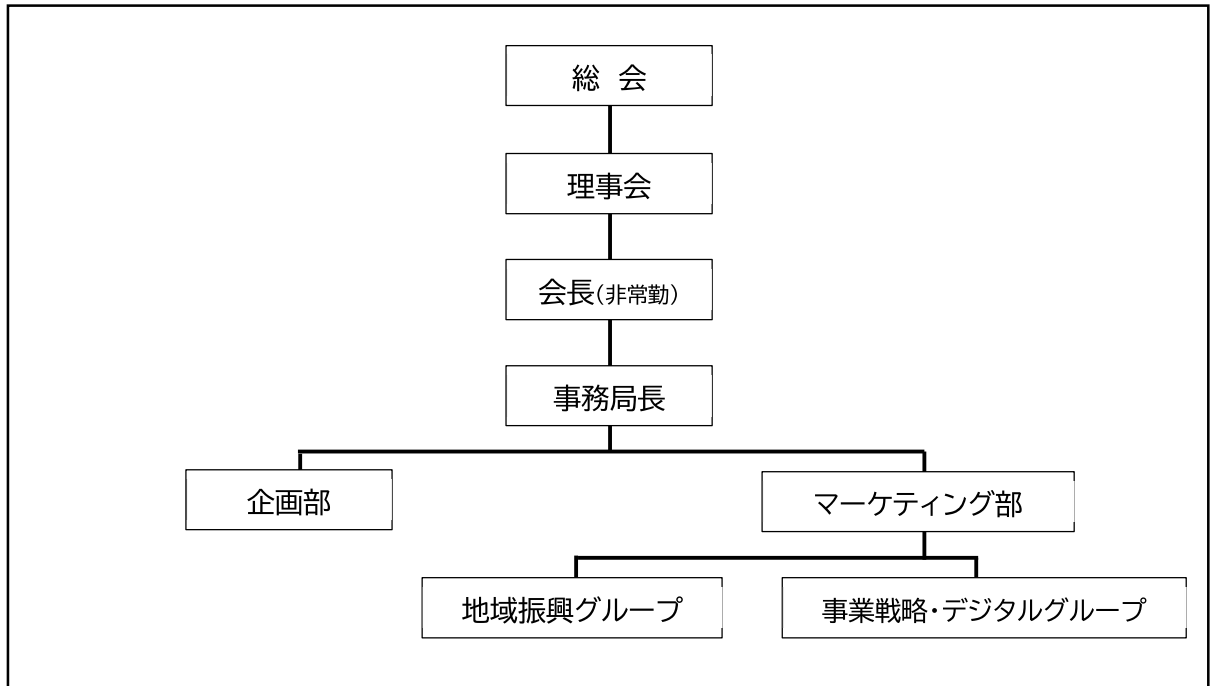 総 会
理事会
会長(非常勤)
事務局長
企画部
マーケティング部
地域振興グループ
事業戦略・デジタルグループ